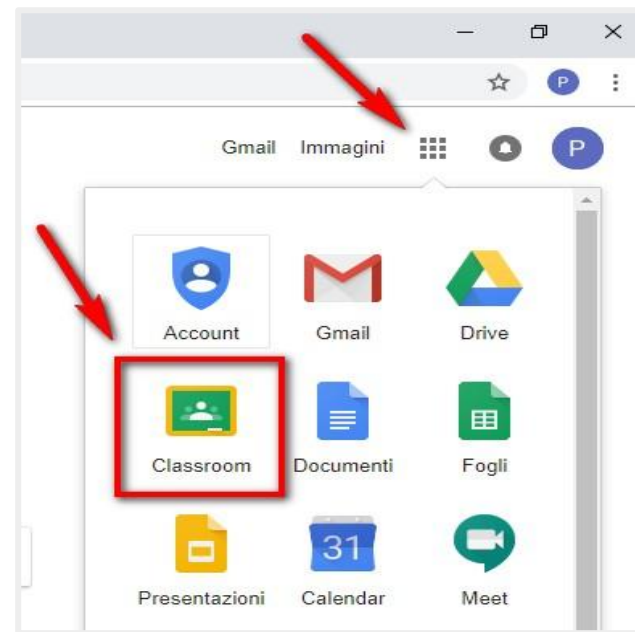 P
Gmail Immagini P
Account Gmail Drive
Classroom Documenti Fogli
31
Presentazioni Calendar Meet